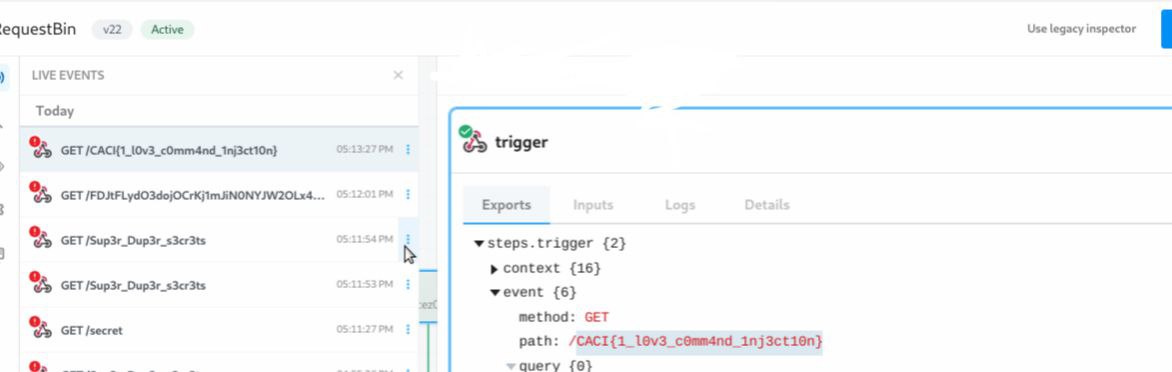 RequestBin v22 Active Use legacy inspector
LIVE EVENTS
Today
GET /CACI{1_l0v3_c0mm4nd_1nj3ct10n} 05:13:27 PM
trigger
GET /FDJtFLydO3dojOCrKj1mJiN0NYJW2OLx4... 05:12:01 PM
Exports Inputs Logs Details
GET /Sup3r_Dup3r_s3cr3ts 05:11:54 PM
steps.trigger {2}
context {16}
GET /Sup3r_Dup3r_s3cr3ts 05:11:53 PM
event {6}
method: GET
GET /secret 05:11:27 PM
path: /CACI{1_l0v3_c0mm4nd_1nj3ct10n}
query {0}